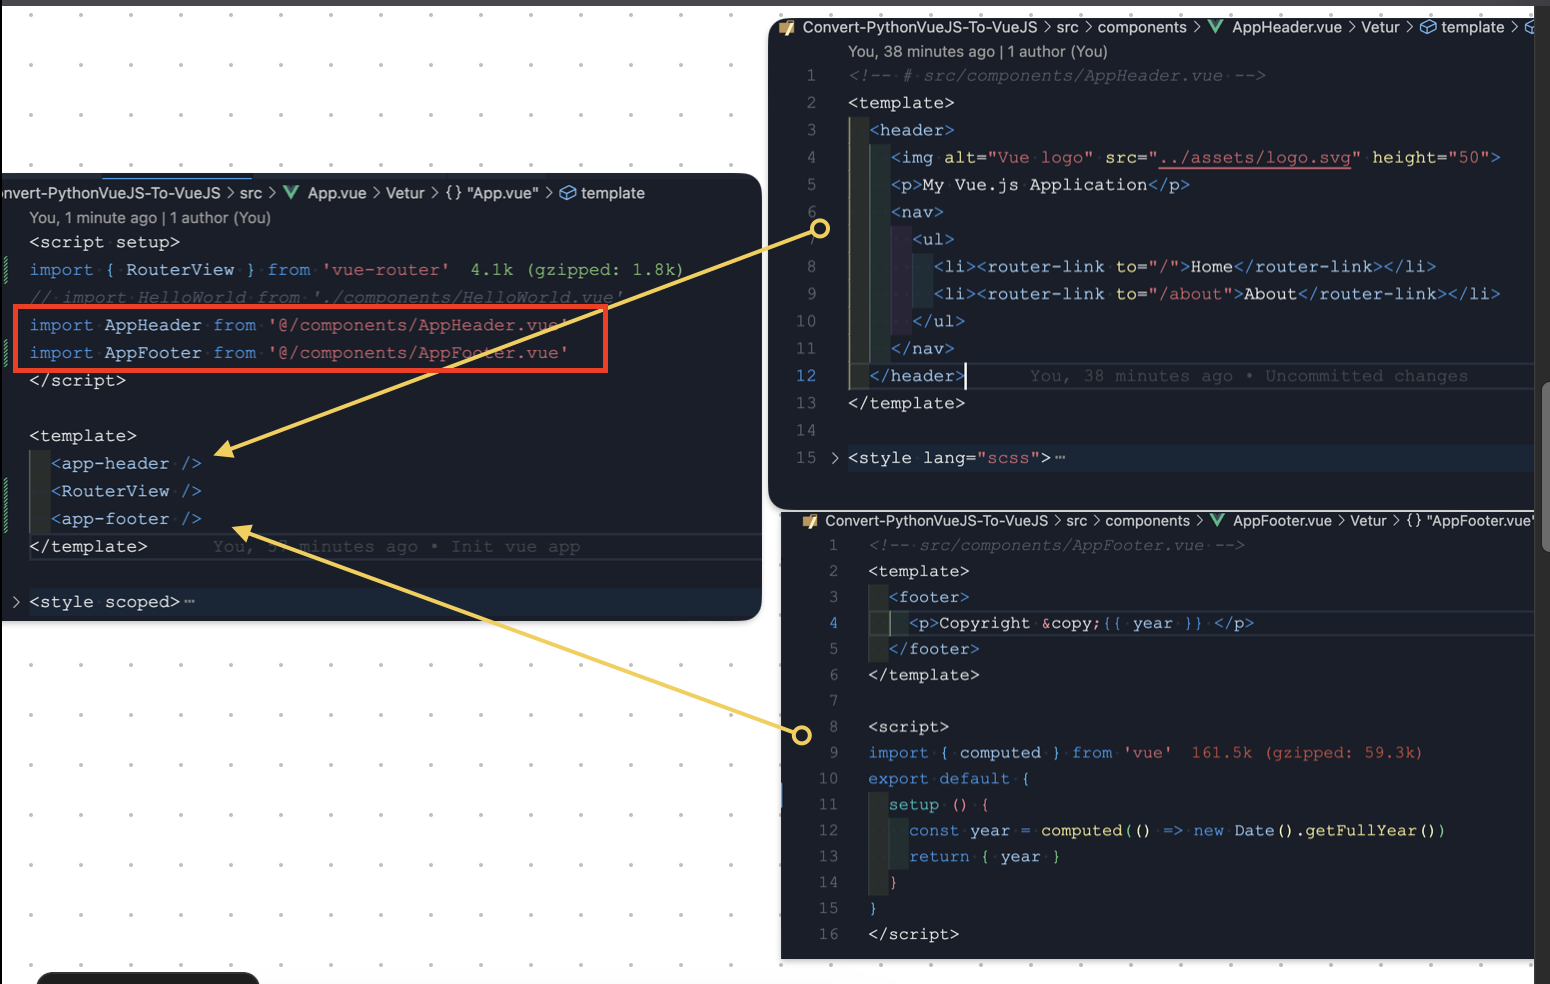 Convert-PythonVueJS-To-VueJS > src > components > AppHeader.vue > Vetur > template >
You, 38 minutes ago | 1 author (You)
1 <!-- # src/components/AppHeader.vue -->
2 <template>
3 <header>
4 <img alt="Vue logo" src="../assets/logo.svg" height="50">
5 <p>My Vue.js Application</p>
6 <nav>
7 <ul>
8 <li><router-link to="/">Home</router-link></li>
9 <li><router-link to="/about">About</router-link></li>
10 </ul>
11 </nav>
12 </header> You, 38 minutes ago • Uncommitted changes
13 </template>
14
15 > <style lang="scss">⋯
onvert-PythonVueJS-To-VueJS > src > App.vue > Vetur > {} "App.vue" > template
You, 1 minute ago | 1 author (You)
<script setup>
import { RouterView } from 'vue-router' 4.1k (gzipped: 1.8k)
// import HelloWorld from './components/HelloWorld.vue'
import AppHeader from '@/components/AppHeader.vue'
import AppFooter from '@/components/AppFooter.vue'
</script>
<template>
<app-header />
<RouterView />
<app-footer />
</template> You, 37 minutes ago • Init vue app
> <style scoped>⋯
Convert-PythonVueJS-To-VueJS > src > components > AppFooter.vue > Vetur > {} "AppFooter.vue"
1 <!-- src/components/AppFooter.vue -->
2 <template>
3 <footer>
4 <p>Copyright &copy;{{ year }} </p>
5 </footer>
6 </template>
7
8 <script>
9 import { computed } from 'vue' 161.5k (gzipped: 59.3k)
10 export default {
11 setup () {
12 const year = computed(() => new Date().getFullYear())
13 return { year }
14 }
15 }
16 </script>